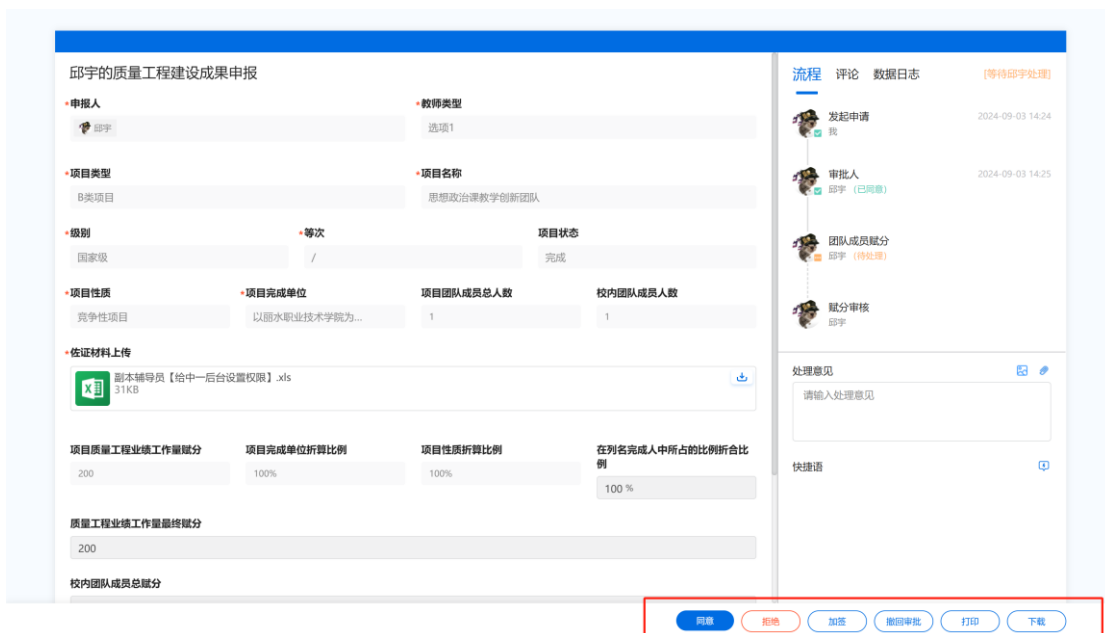 邱宇的质量工程建设成果申报
*申报人
*教师类型
邱宇
选项1
*项目类型
*项目名称
B类项目
思想政治课教学创新团队
*级别
*等次
项目状态
国家级
/
完成
*项目性质
*项目完成单位
项目团队成员总人数
校内团队成员人数
竞争性项目
以丽水职业技术学院为...
1
1
*佐证材料上传
副本辅导员【给中一后台设置权限】.xls
31KB
项目质量工程业绩工作量赋分
项目完成单位折算比例
项目性质折算比例
在列名完成人中所占的比例折合比
例
200
100%
100%
100 %
质量工程业绩工作量最终赋分
200
校内团队成员总赋分
流程
评论
数据日志
[等待邱宇处理]
发起申请
2024-09-03 14:24
我
审批人
2024-09-03 14:25
邱宇 (已同意)
团队成员赋分
邱宇 (待处理)
赋分审核
邱宇
处理意见
请输入处理意见
快捷语
同意
拒绝
加签
撤回审批
打印
下载